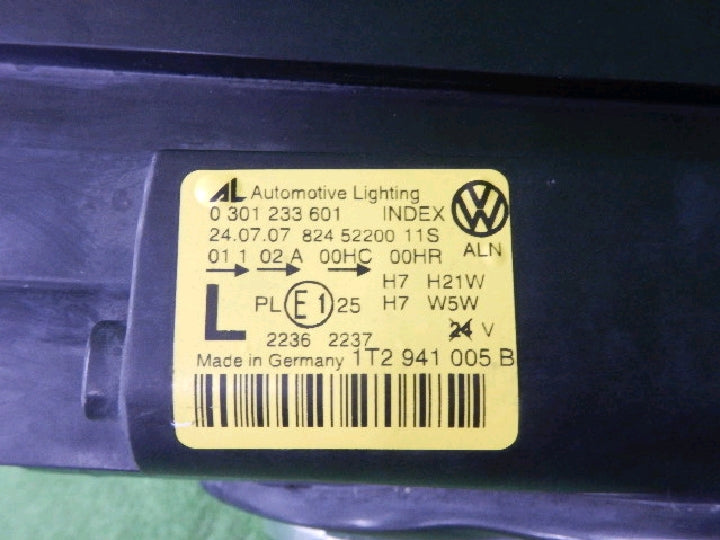 AL Automotive Lighting
0 301 233 601 INDEX
24.07.07 824 52200 11S
ALN
01 1 02 A 00HC 00HR
H7 H21W
L PL E1 25 H7 W5W
2236 2237 24 V
Made in Germany 1T2 941 005 B